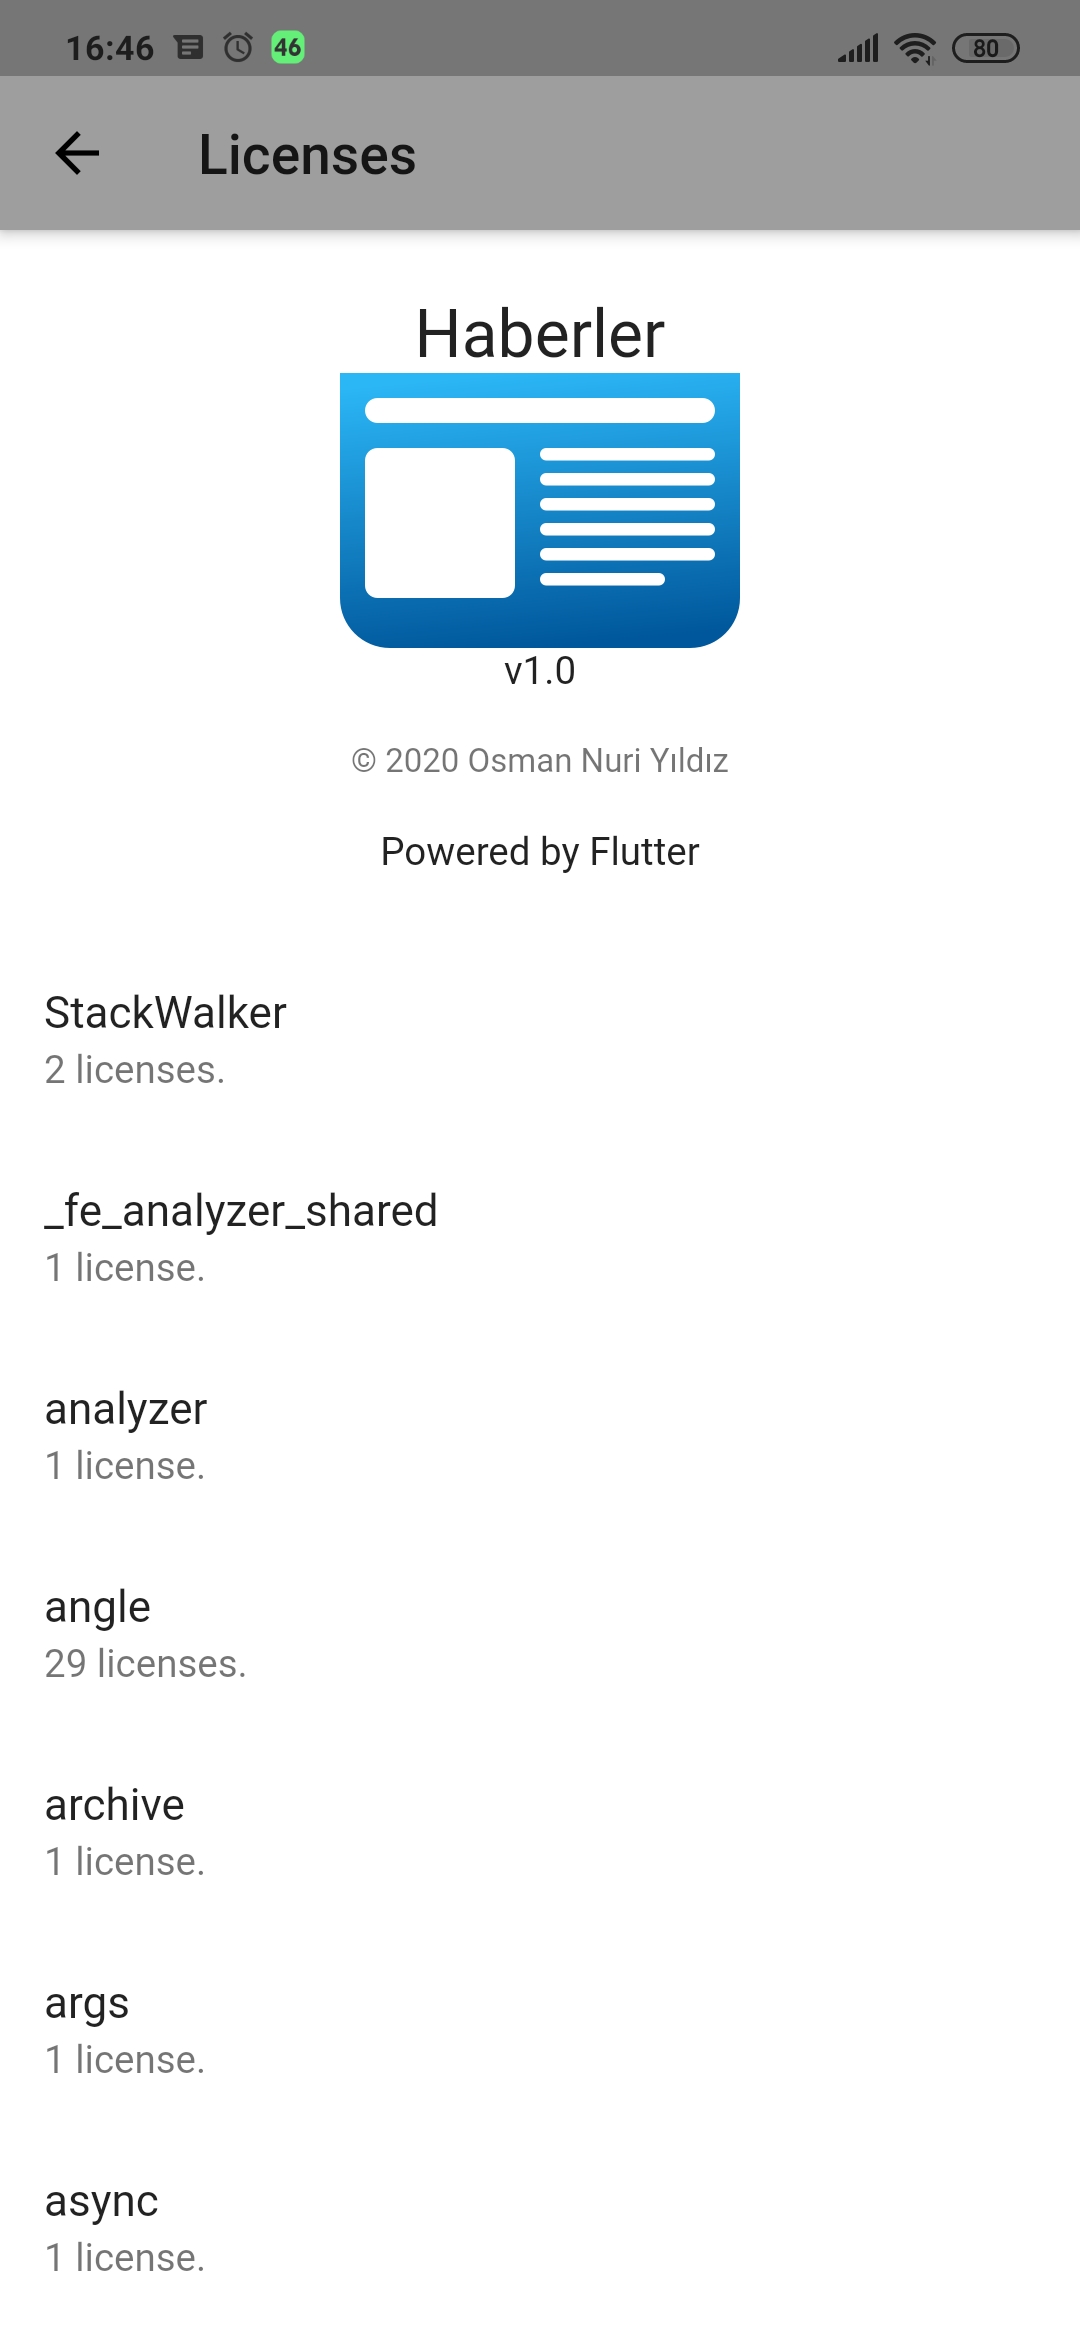 16:46 46 80
Licenses
Haberler
v1.0
© 2020 Osman Nuri Yıldız
Powered by Flutter
StackWalker
2 licenses.
_fe_analyzer_shared
1 license.
analyzer
1 license.
angle
29 licenses.
archive
1 license.
args
1 license.
async
1 license.